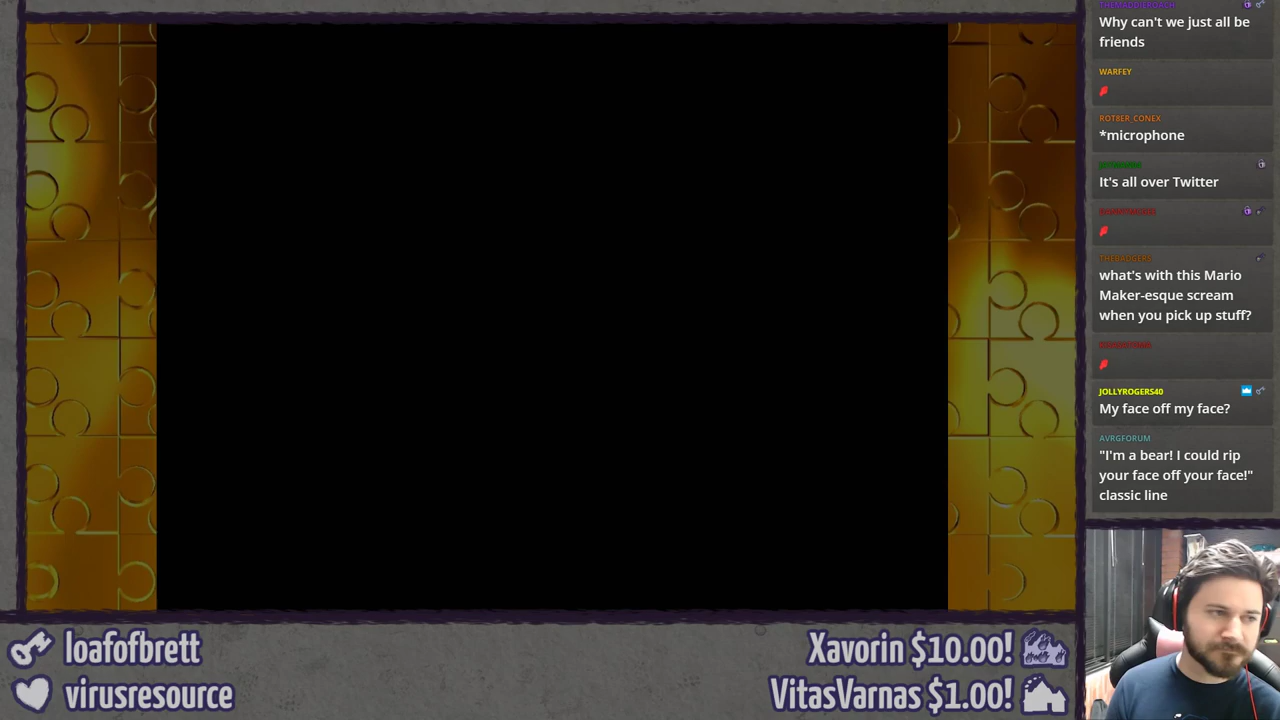 Why can't we just all be
friends
WARFEY
ROT8ER_CONEX
*microphone
It's all over Twitter
what's with this Mario
Maker-esque scream
when you pick up stuff?
JOLLYROGERS40
My face off my face?
AVRGFORUM
"I'm a bear! I could rip
your face off your face!"
classic line
loafofbrett
virusresource
Xavorin $10.00!
VitasVarnas $1.00!